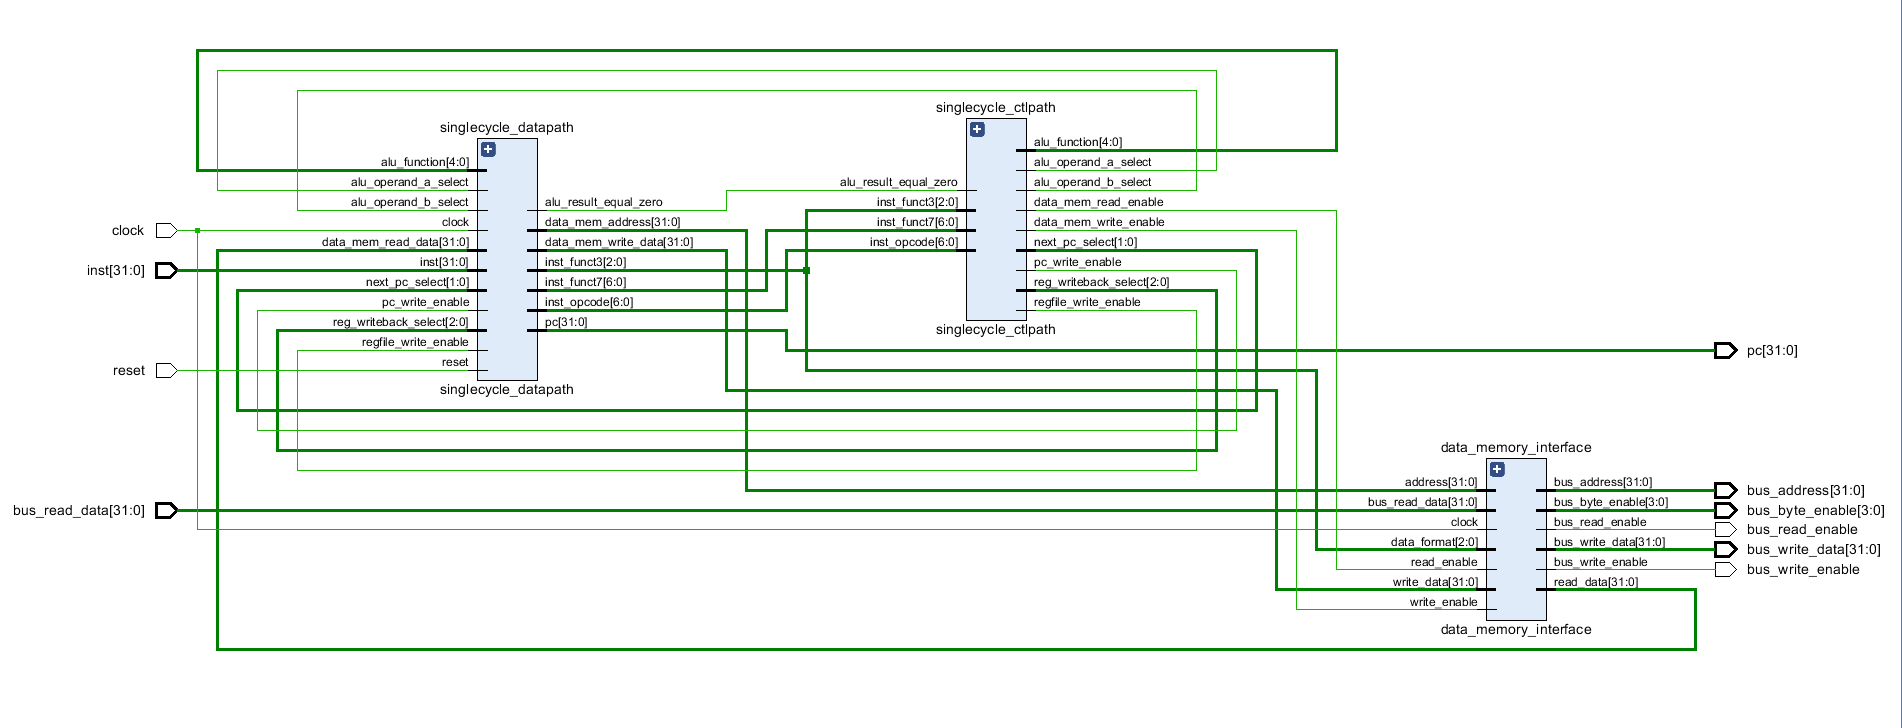 clock
inst[31:0]
reset
bus_read_data[31:0]
singlecycle_datapath
alu_function[4:0]
alu_operand_a_select
alu_operand_b_select
clock
data_mem_read_data[31:0]
inst[31:0]
next_pc_select[1:0]
pc_write_enable
reg_writeback_select[2:0]
regfile_write_enable
reset
alu_result_equal_zero
data_mem_address[31:0]
data_mem_write_data[31:0]
inst_funct3[2:0]
inst_funct7[6:0]
inst_opcode[6:0]
pc[31:0]
singlecycle_datapath
singlecycle_ctlpath
alu_result_equal_zero
inst_funct3[2:0]
inst_funct7[6:0]
inst_opcode[6:0]
alu_function[4:0]
alu_operand_a_select
alu_operand_b_select
data_mem_read_enable
data_mem_write_enable
next_pc_select[1:0]
pc_write_enable
reg_writeback_select[2:0]
regfile_write_enable
singlecycle_ctlpath
data_memory_interface
address[31:0]
bus_read_data[31:0]
clock
data_format[2:0]
read_enable
write_data[31:0]
write_enable
bus_address[31:0]
bus_byte_enable[3:0]
bus_read_enable
bus_write_data[31:0]
bus_write_enable
read_data[31:0]
data_memory_interface
pc[31:0]
bus_address[31:0]
bus_byte_enable[3:0]
bus_read_enable
bus_write_data[31:0]
bus_write_enable